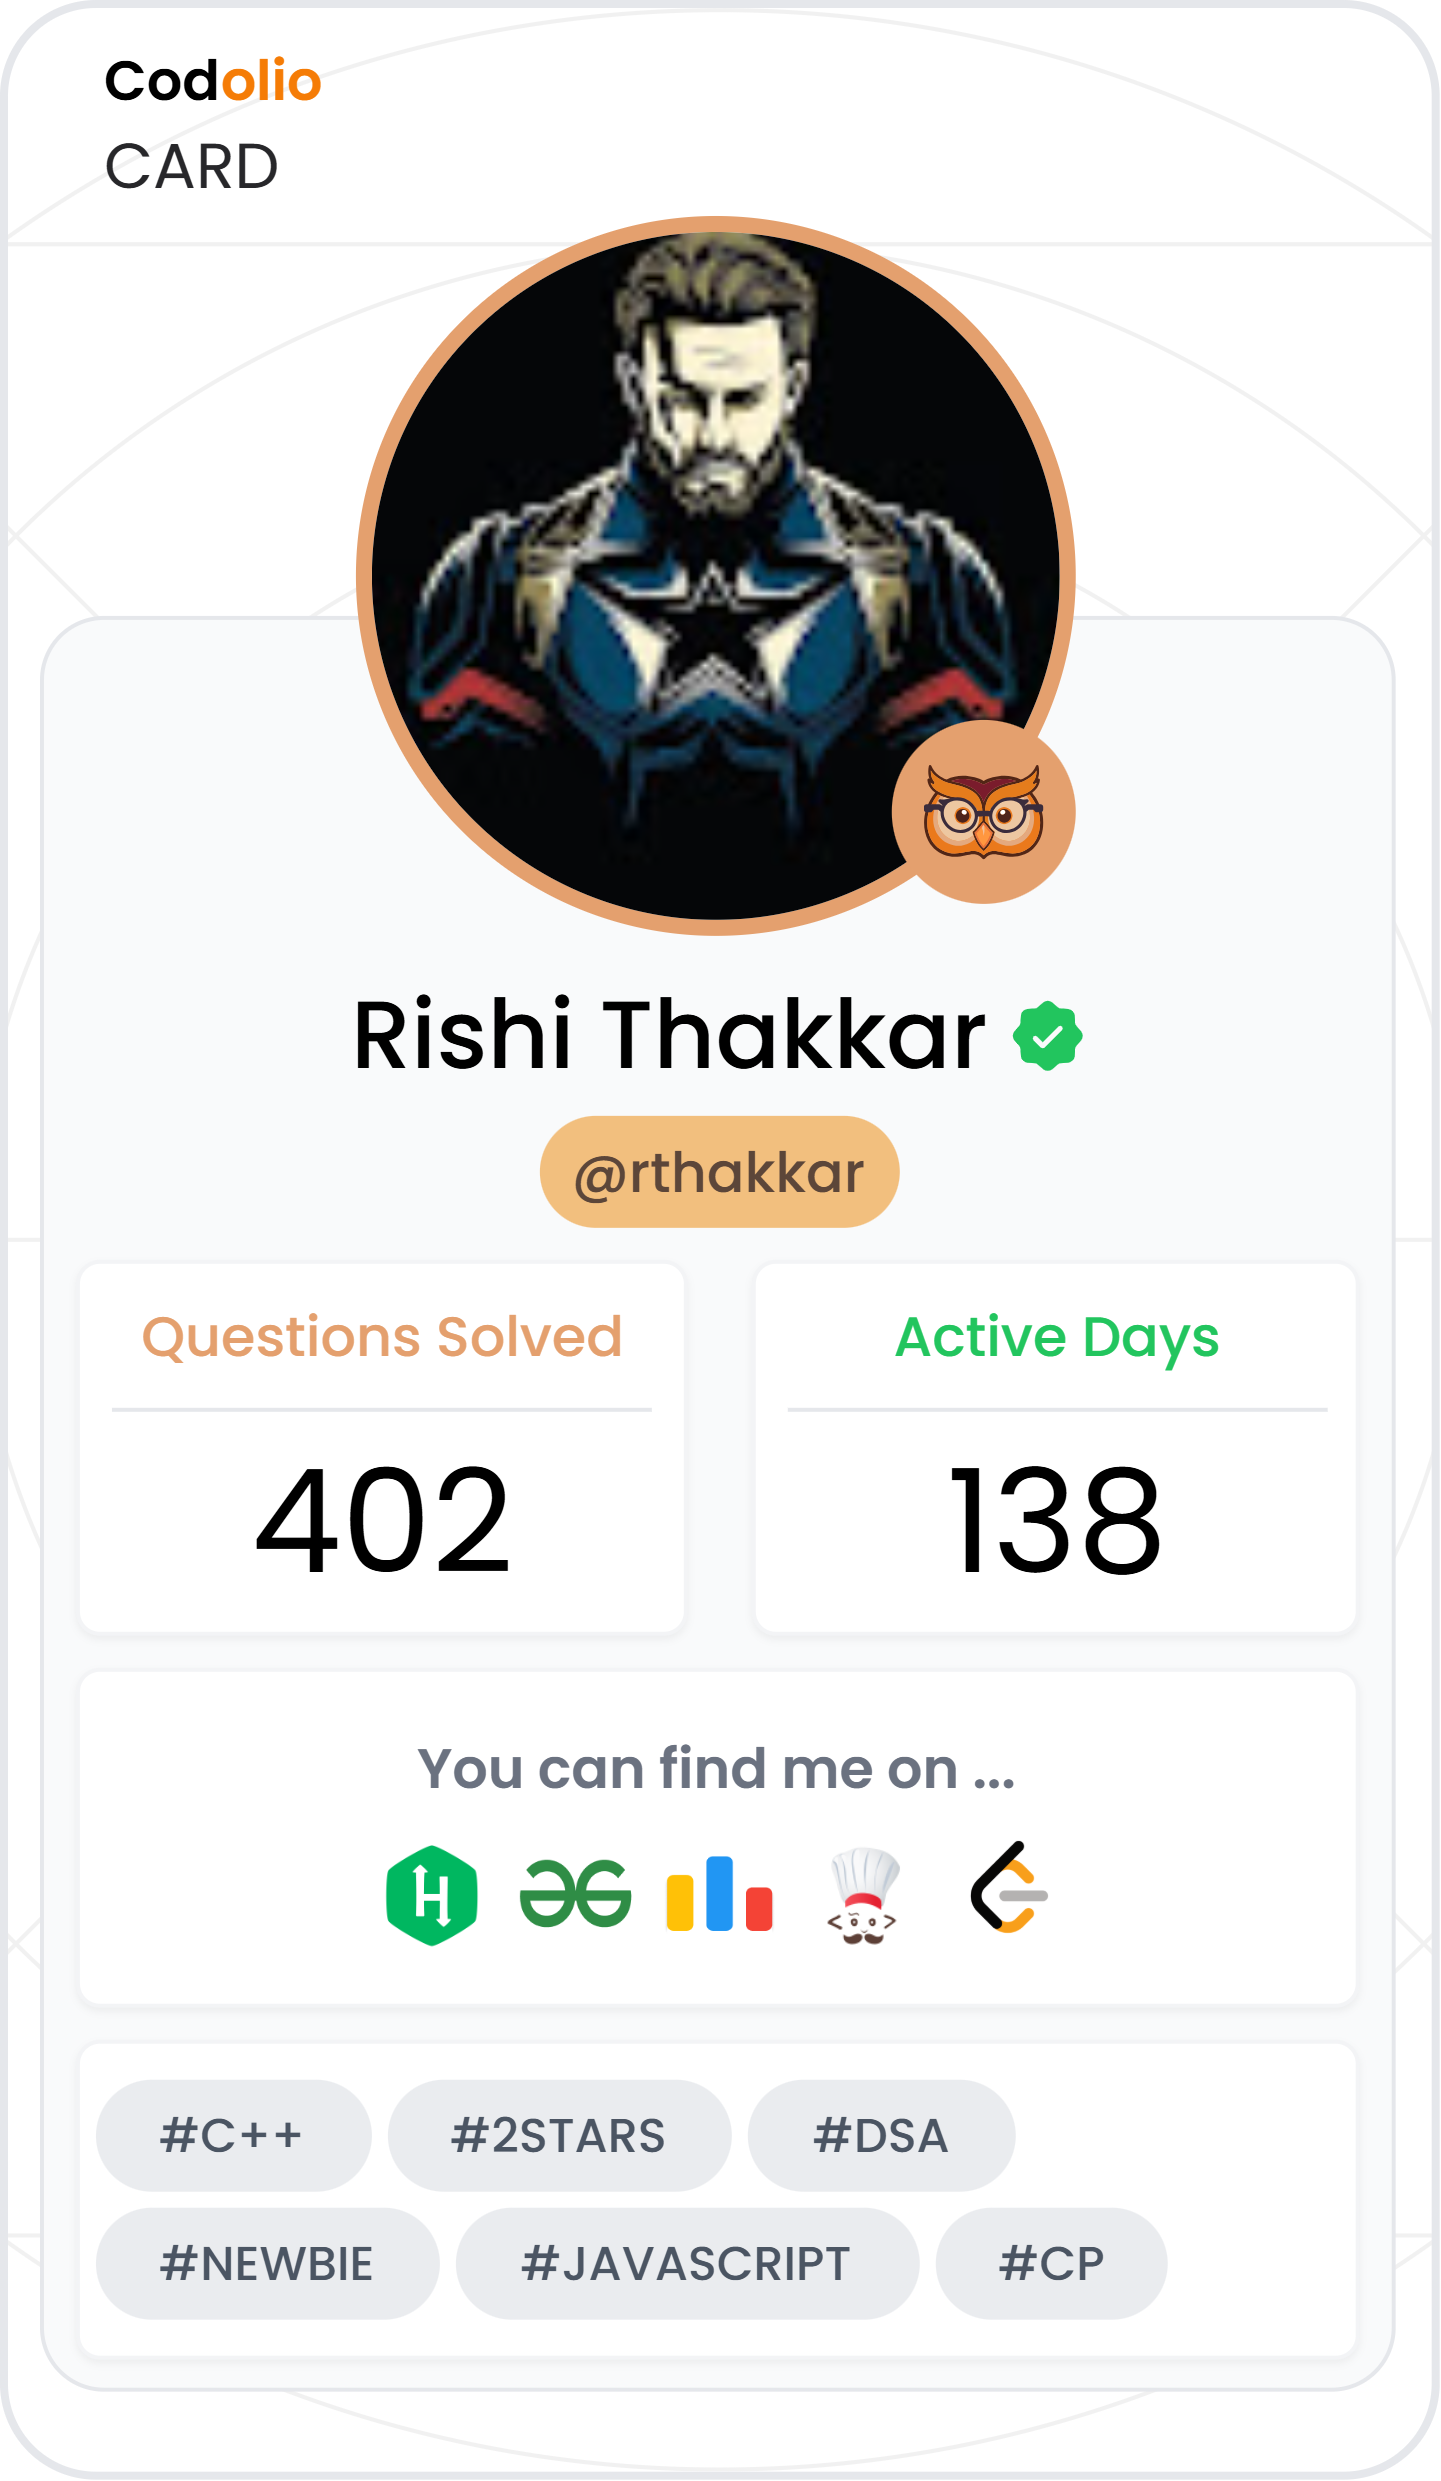 Codolio
CARD
Rishi Thakkar
@rthakkar
Questions Solved
Active Days
402
138
You can find me on ...
H
#C++ #2STARS #DSA
#NEWBIE #JAVASCRIPT #CP